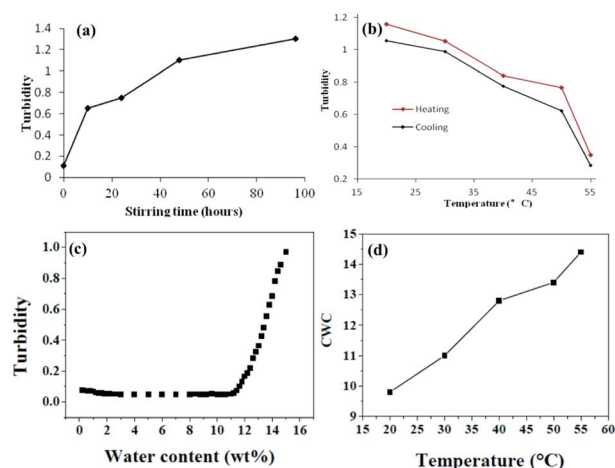 (a)
1.4
1.2
1
0.8
0.6
0.4
0.2
0
Turbidity
0 20 40 60 80 100
Stirring time (hours)
(b)
1.2
1
0.8
0.6
0.4
0.2
Turbidity
Heating
Cooling
15 25 35 45 55
Temperature (° C)
(c)
1.0
0.8
0.6
0.4
0.2
0.0
Turbidity
0 2 4 6 8 10 12 14 16
Water content (wt%)
(d)
15
14
13
12
11
10
9
CWC
15 20 25 30 35 40 45 50 55 60
Temperature (°C)